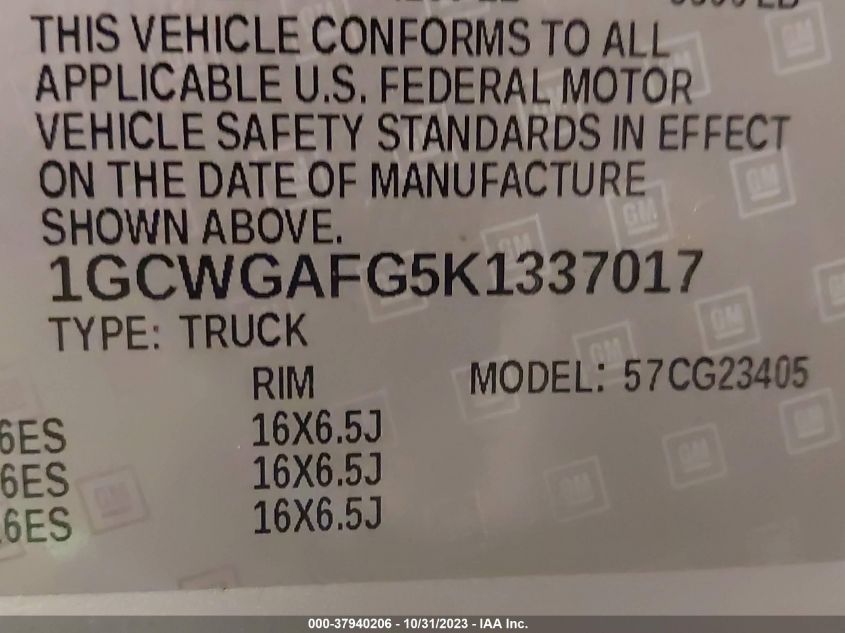 THIS VEHICLE CONFORMS TO ALL
APPLICABLE U.S. FEDERAL MOTOR
VEHICLE SAFETY STANDARDS IN EFFECT
ON THE DATE OF MANUFACTURE
SHOWN ABOVE.
1GCWGAFG5K1337017
TYPE: TRUCK
RIM MODEL: 57CG23405
6ES 16X6.5J
6ES 16X6.5J
16ES 16X6.5J
000-37940206 - 10/31/2023 - IAA Inc.